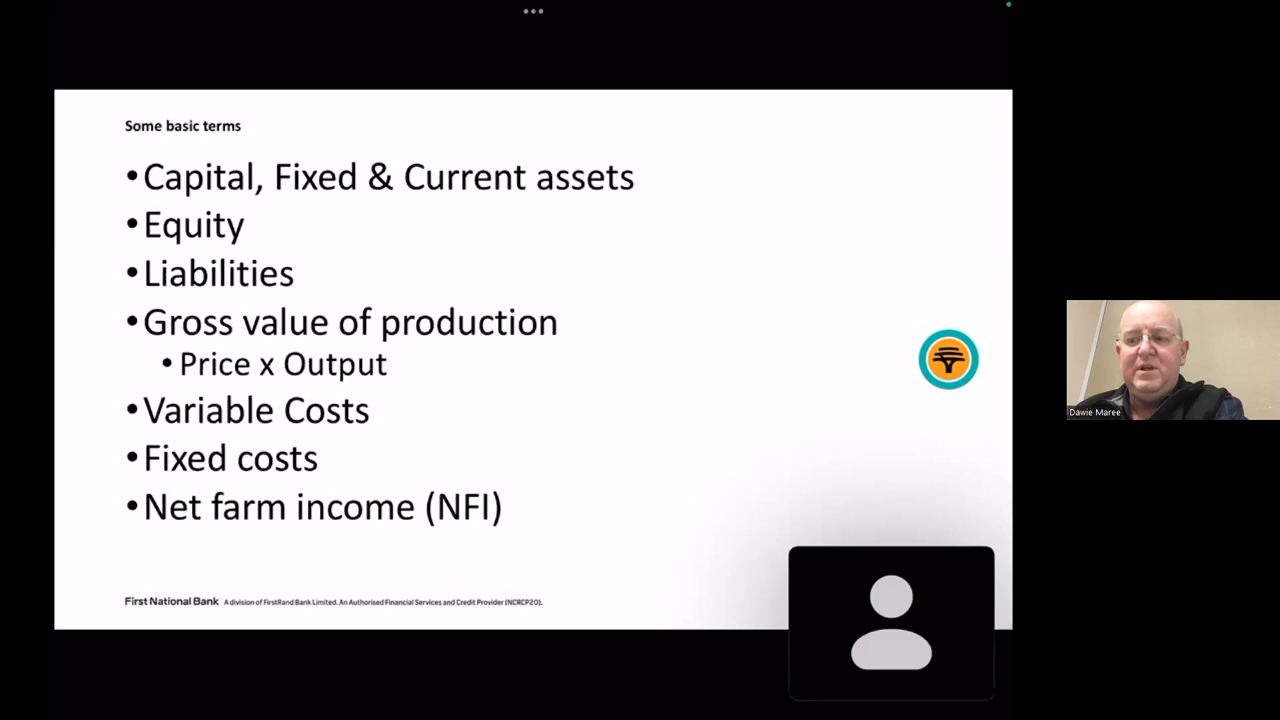 Some basic terms
•Capital, Fixed & Current assets
•Equity
•Liabilities
•Gross value of production
•Price x Output
•Variable Costs
•Fixed costs
•Net farm income (NFI)
First National Bank A division of FirstRand Bank Limited. An Authorised Financial Services and Credit Provider (NCRCP20).
Dawie Maree